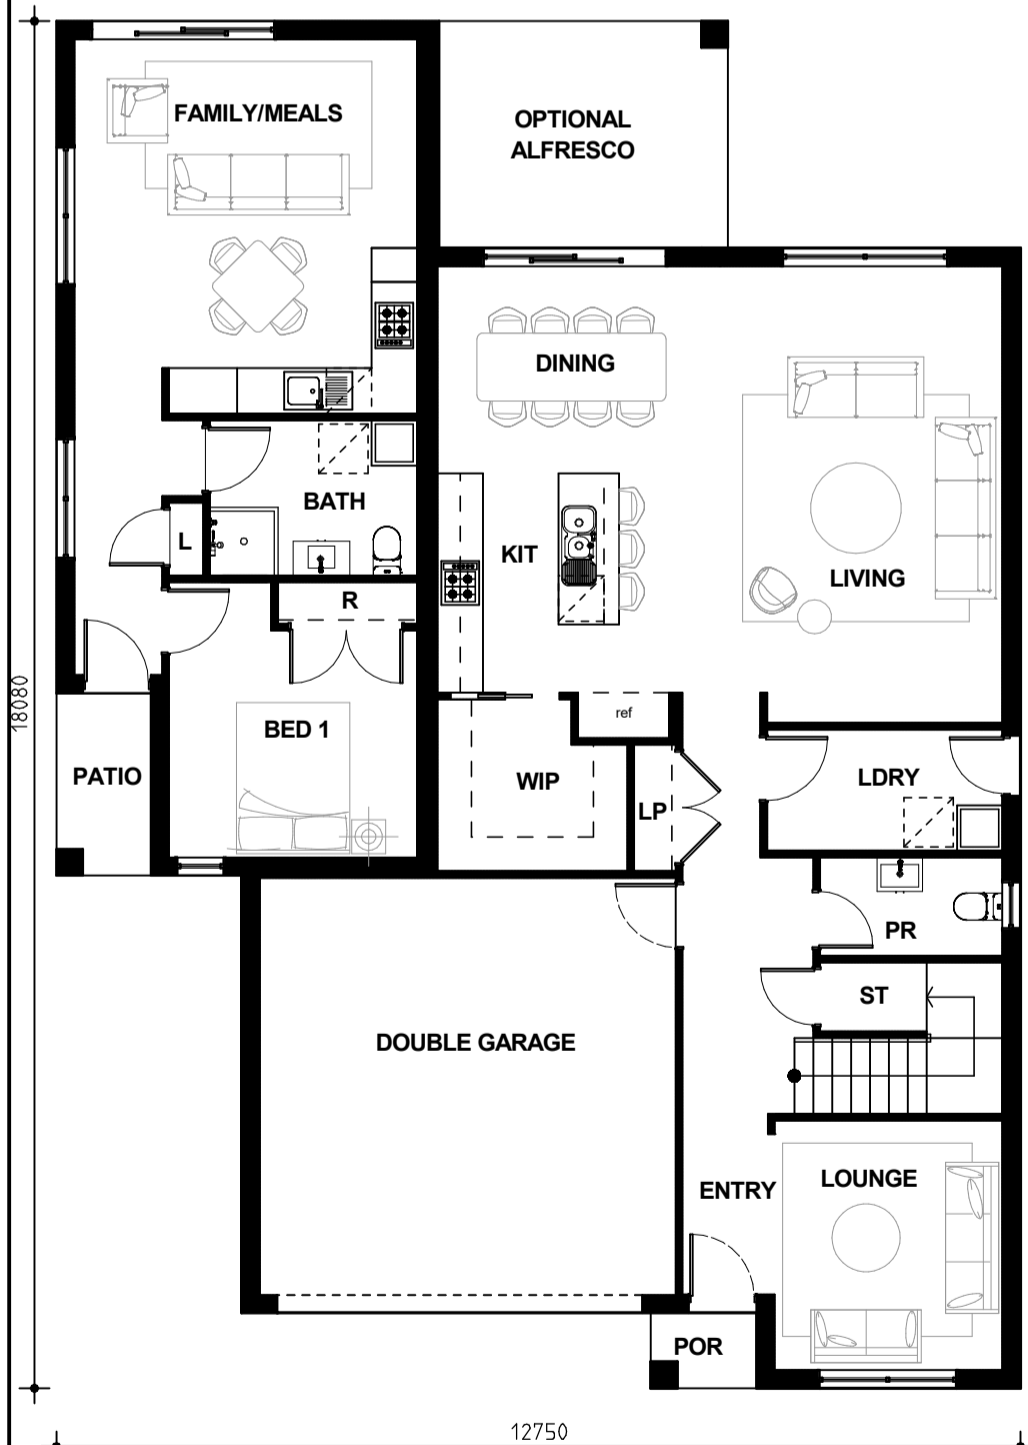 FAMILY/MEALS
OPTIONAL
ALFRESCO
DINING
BATH
L
KIT
LIVING
R
18080
BED 1
ref
PATIO
WIP
LP
LDRY
PR
ST
DOUBLE GARAGE
ENTRY
LOUNGE
POR
12750